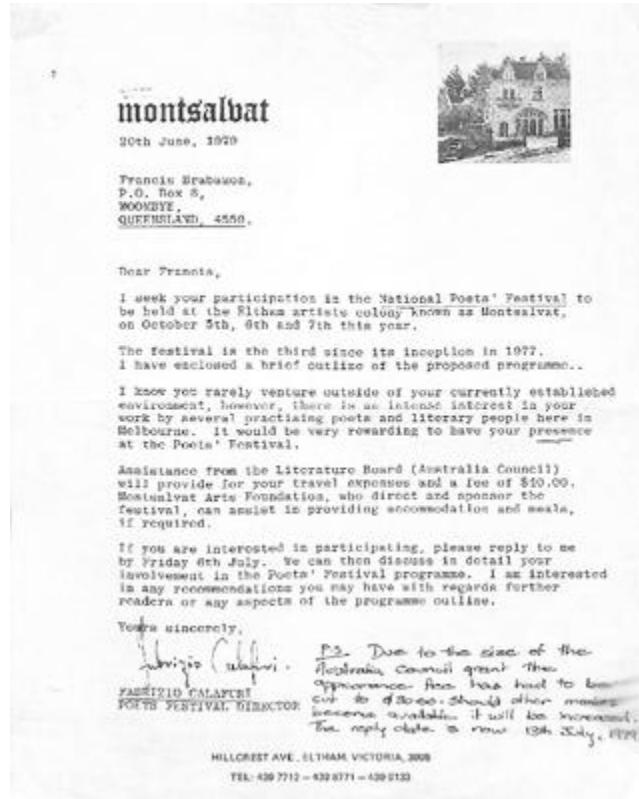 montsalvat
20th June, 1979
Francis Brabazon,
P.O. Box 8,
WOOMBYE,
QUEENSLAND, 4550.
Dear Francis,
I seek your participation in the National Poets' Festival to
be held at the Eltham artists colony known as Montsalvat,
on October 5th, 6th and 7th this year.
The festival is the third since its inception in 1977.
I have enclosed a brief outline of the proposed programme..
I know you rarely venture outside of your currently established
environment, however, there is an intense interest in your
work by several practising poets and literary people here in
Melbourne. It would be very rewarding to have your presence
at the Poets' Festival.
Assistance from the Literature Board (Australia Council)
will provide for your travel expenses and a fee of
Montsalvat Arts Foundation, who direct and sponsor the
festival, can assist in providing accommodation and meals,
if required.
If you are interested in participating, please reply to me
by Friday 6th July. We can then discuss in detail your
involvement in the Poets' Festival programme. I am interested
in any recommendations you may have with regards further
readers or any aspects of the programme outline.
Yours sincerely,
Fabrizio Calafuri.
FABRIZIO CALAFURI
POETS FESTIVAL DIRECTOR
P.S. Due to the size of the
Australia Council grant the
appearance fee has had to be
cut to Should other monies
become available it will be increased.
The reply date is now 13th July, 1979
HILLCREST AVE., ELTHAM, VICTORIA, 3095
TEL: 439 7712 – 439 8771 – 439 0133